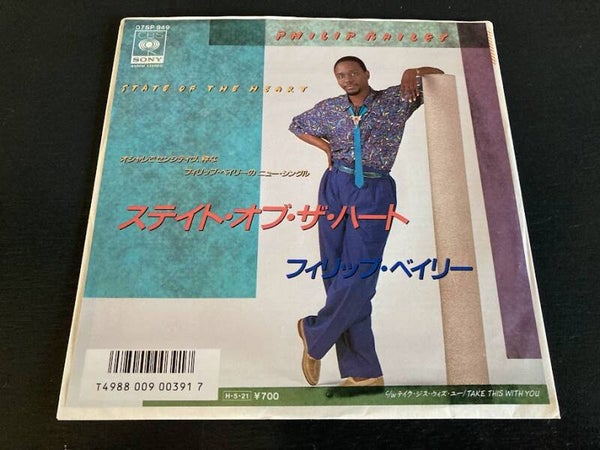 07SP 949
CBS
SONY
PHILIP BAILEY
STATE OF THE HEART
オシャレでセンシティブ、粋な
フィリップ・ベイリーのニュー・シングル
ステイト・オブ・ザ・ハート
フィリップ・ベイリー
T4988 009 00391 7
H-5-21 ¥700
c/w テイク・ジス・ウィズ・ユー/TAKE THIS WITH YOU